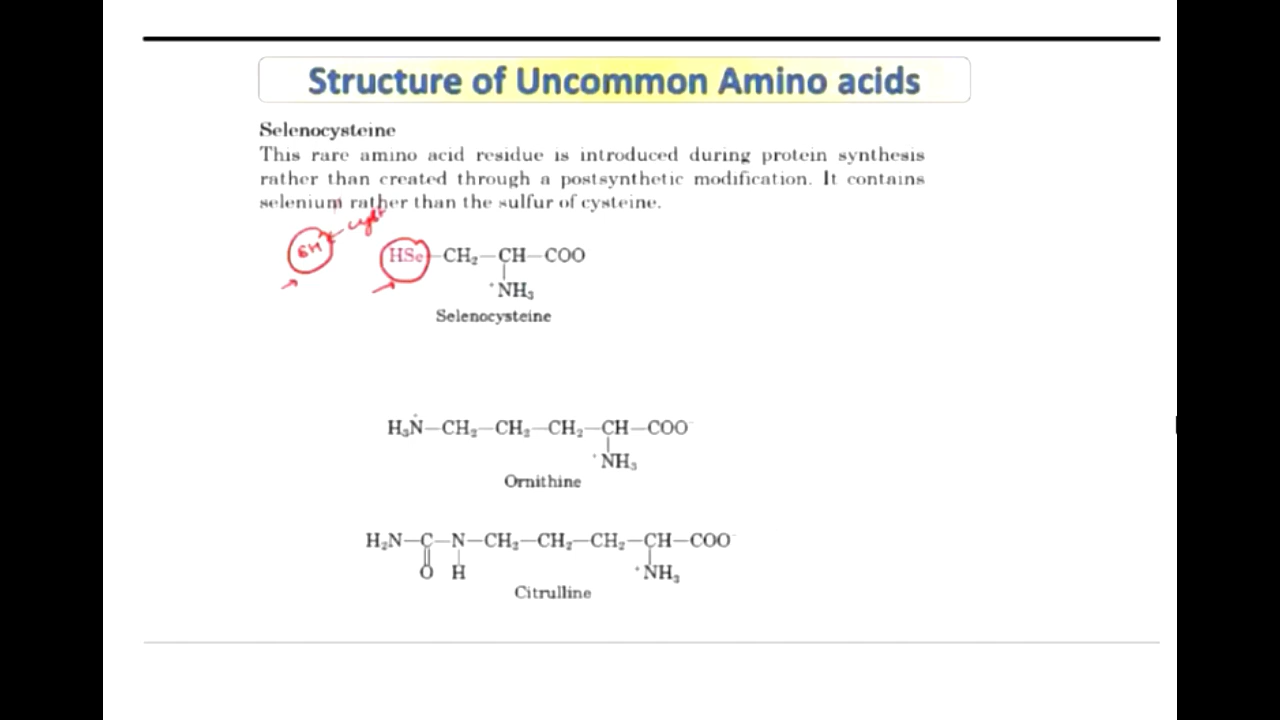 Structure of Uncommon Amino acids
Selenocysteine
This rare amino acid residue is introduced during protein synthesis
rather than created through a postsynthetic modification. It contains
selenium rather than the sulfur of cysteine.
SH
HSe—CH₂—CH—COO
⁺NH₃
Selenocysteine
H₃N⁺—CH₂—CH₂—CH₂—CH—COO⁻
⁺NH₃
Ornithine
H₂N—C—N—CH₂—CH₂—CH₂—CH—COO⁻
O H ⁺NH₃
Citrulline